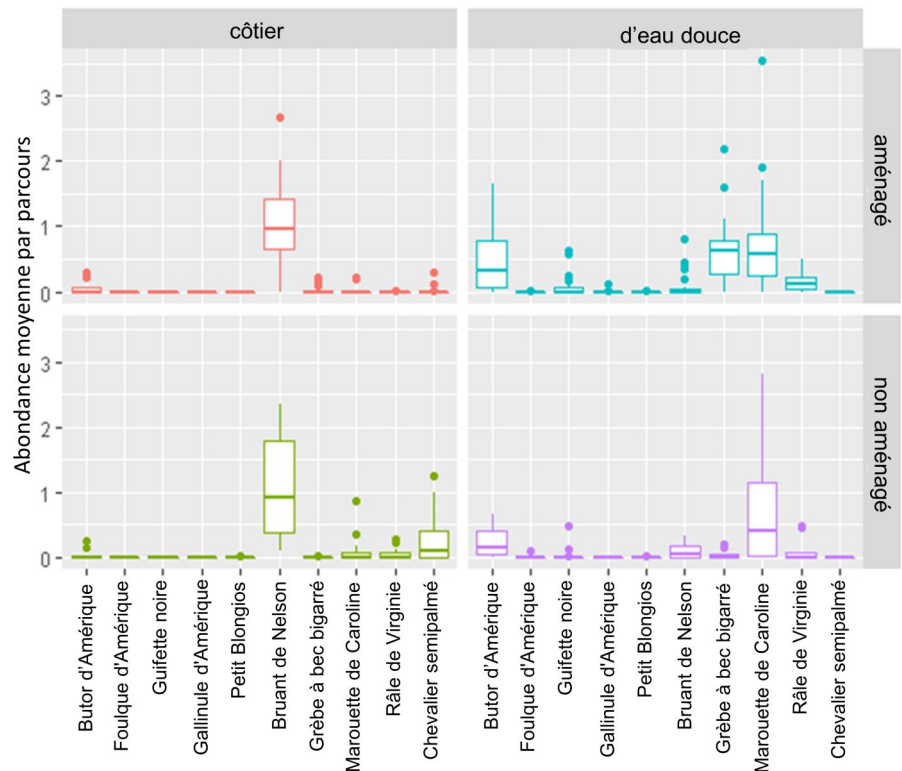 côtier
d'eau douce
Abondance moyenne par parcours
3
2
1
0
aménagé
3
2
1
0
non aménagé
Butor d'Amérique
Foulque d'Amérique
Guifette noire
Gallinule d'Amérique
Petit Blongios
Bruant de Nelson
Grèbe à bec bigarré
Marouette de Caroline
Râle de Virginie
Chevalier semipalmé
Butor d'Amérique
Foulque d'Amérique
Guifette noire
Gallinule d'Amérique
Petit Blongios
Bruant de Nelson
Grèbe à bec bigarré
Marouette de Caroline
Râle de Virginie
Chevalier semipalmé